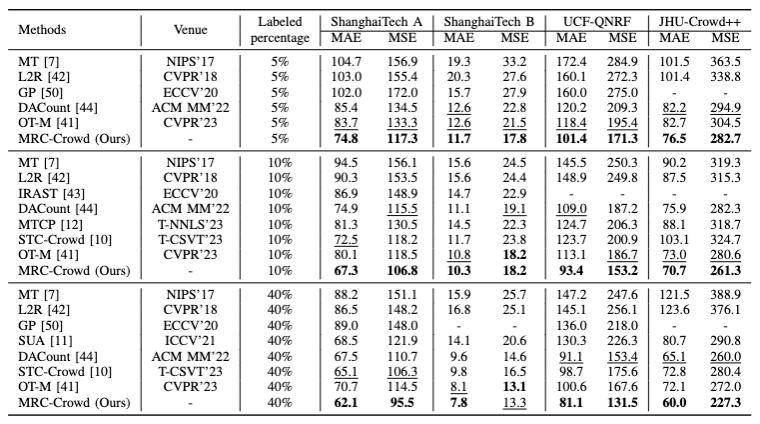 Methods Venue Labeled percentage ShanghaiTech A ShanghaiTech B UCF-QNRF JHU-Crowd++
MAE MSE MAE MSE MAE MSE MAE MSE
MT [7] NIPS'17 5% 104.7 156.9 19.3 33.2 172.4 284.9 101.5 363.5
L2R [42] CVPR'18 5% 103.0 155.4 20.3 27.6 160.1 272.3 101.4 338.8
GP [50] ECCV'20 5% 102.0 172.0 15.7 27.9 160.0 275.0 - -
DACount [44] ACM MM'22 5% 85.4 134.5 12.6 22.8 120.2 209.3 82.2 294.9
OT-M [41] CVPR'23 5% 83.7 133.3 12.6 21.5 118.4 195.4 82.7 304.5
MRC-Crowd (Ours) - 5% 74.8 117.3 11.7 17.8 101.4 171.3 76.5 282.7
MT [7] NIPS'17 10% 94.5 156.1 15.6 24.5 145.5 250.3 90.2 319.3
L2R [42] CVPR'18 10% 90.3 153.5 15.6 24.4 148.9 249.8 87.5 315.3
IRAST [43] ECCV'20 10% 86.9 148.9 14.7 22.9 - - - -
DACount [44] ACM MM'22 10% 74.9 115.5 11.1 19.1 109.0 187.2 75.9 282.3
MTCP [12] T-NNLS'23 10% 81.3 130.5 14.5 22.3 124.7 206.3 88.1 318.7
STC-Crowd [10] T-CSVT'23 10% 72.5 118.2 11.7 23.8 123.7 200.9 103.1 324.7
OT-M [41] CVPR'23 10% 80.1 118.5 10.8 18.2 113.1 186.7 73.0 280.6
MRC-Crowd (Ours) - 10% 67.3 106.8 10.3 18.2 93.4 153.2 70.7 261.3
MT [7] NIPS'17 40% 88.2 151.1 15.9 25.7 147.2 247.6 121.5 388.9
L2R [42] CVPR'18 40% 86.5 148.2 16.8 25.1 145.1 256.1 123.6 376.1
GP [50] ECCV'20 40% 89.0 148.0 - - 136.0 218.0 - -
SUA [11] ICCV'21 40% 68.5 121.9 14.1 20.6 130.3 226.3 80.7 290.8
DACount [44] ACM MM'22 40% 67.5 110.7 9.6 14.6 91.1 153.4 65.1 260.0
STC-Crowd [10] T-CSVT'23 40% 65.1 106.3 9.8 16.5 98.7 175.6 72.8 280.4
OT-M [41] CVPR'23 40% 70.7 114.5 8.1 13.1 100.6 167.6 72.1 272.0
MRC-Crowd (Ours) - 40% 62.1 95.5 7.8 13.3 81.1 131.5 60.0 227.3